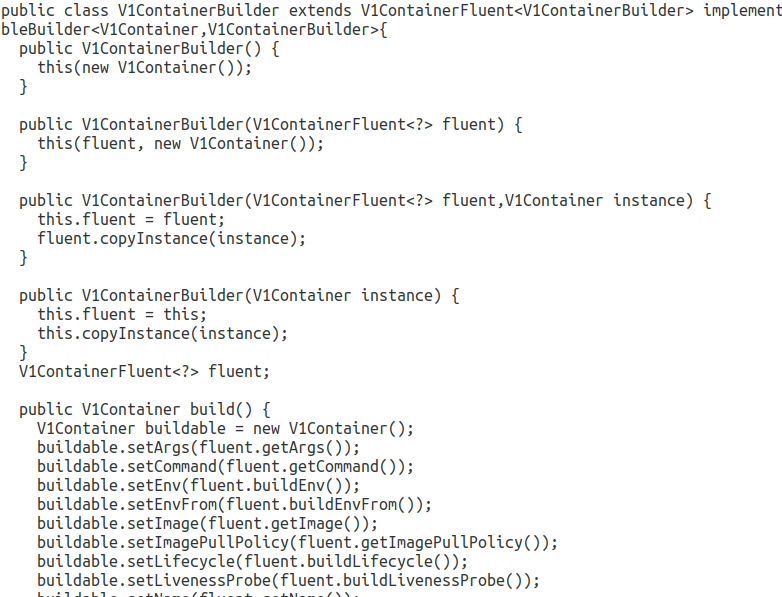 public class V1ContainerBuilder extends V1ContainerFluent<V1ContainerBuilder> implement
bleBuilder<V1Container,V1ContainerBuilder>{
  public V1ContainerBuilder() {
    this(new V1Container());
  }

  public V1ContainerBuilder(V1ContainerFluent<?> fluent) {
    this(fluent, new V1Container());
  }

  public V1ContainerBuilder(V1ContainerFluent<?> fluent,V1Container instance) {
    this.fluent = fluent;
    fluent.copyInstance(instance);
  }

  public V1ContainerBuilder(V1Container instance) {
    this.fluent = this;
    this.copyInstance(instance);
  }
  V1ContainerFluent<?> fluent;

  public V1Container build() {
    V1Container buildable = new V1Container();
    buildable.setArgs(fluent.getArgs());
    buildable.setCommand(fluent.getCommand());
    buildable.setEnv(fluent.buildEnv());
    buildable.setEnvFrom(fluent.buildEnvFrom());
    buildable.setImage(fluent.getImage());
    buildable.setImagePullPolicy(fluent.getImagePullPolicy());
    buildable.setLifecycle(fluent.buildLifecycle());
    buildable.setLivenessProbe(fluent.buildLivenessProbe());